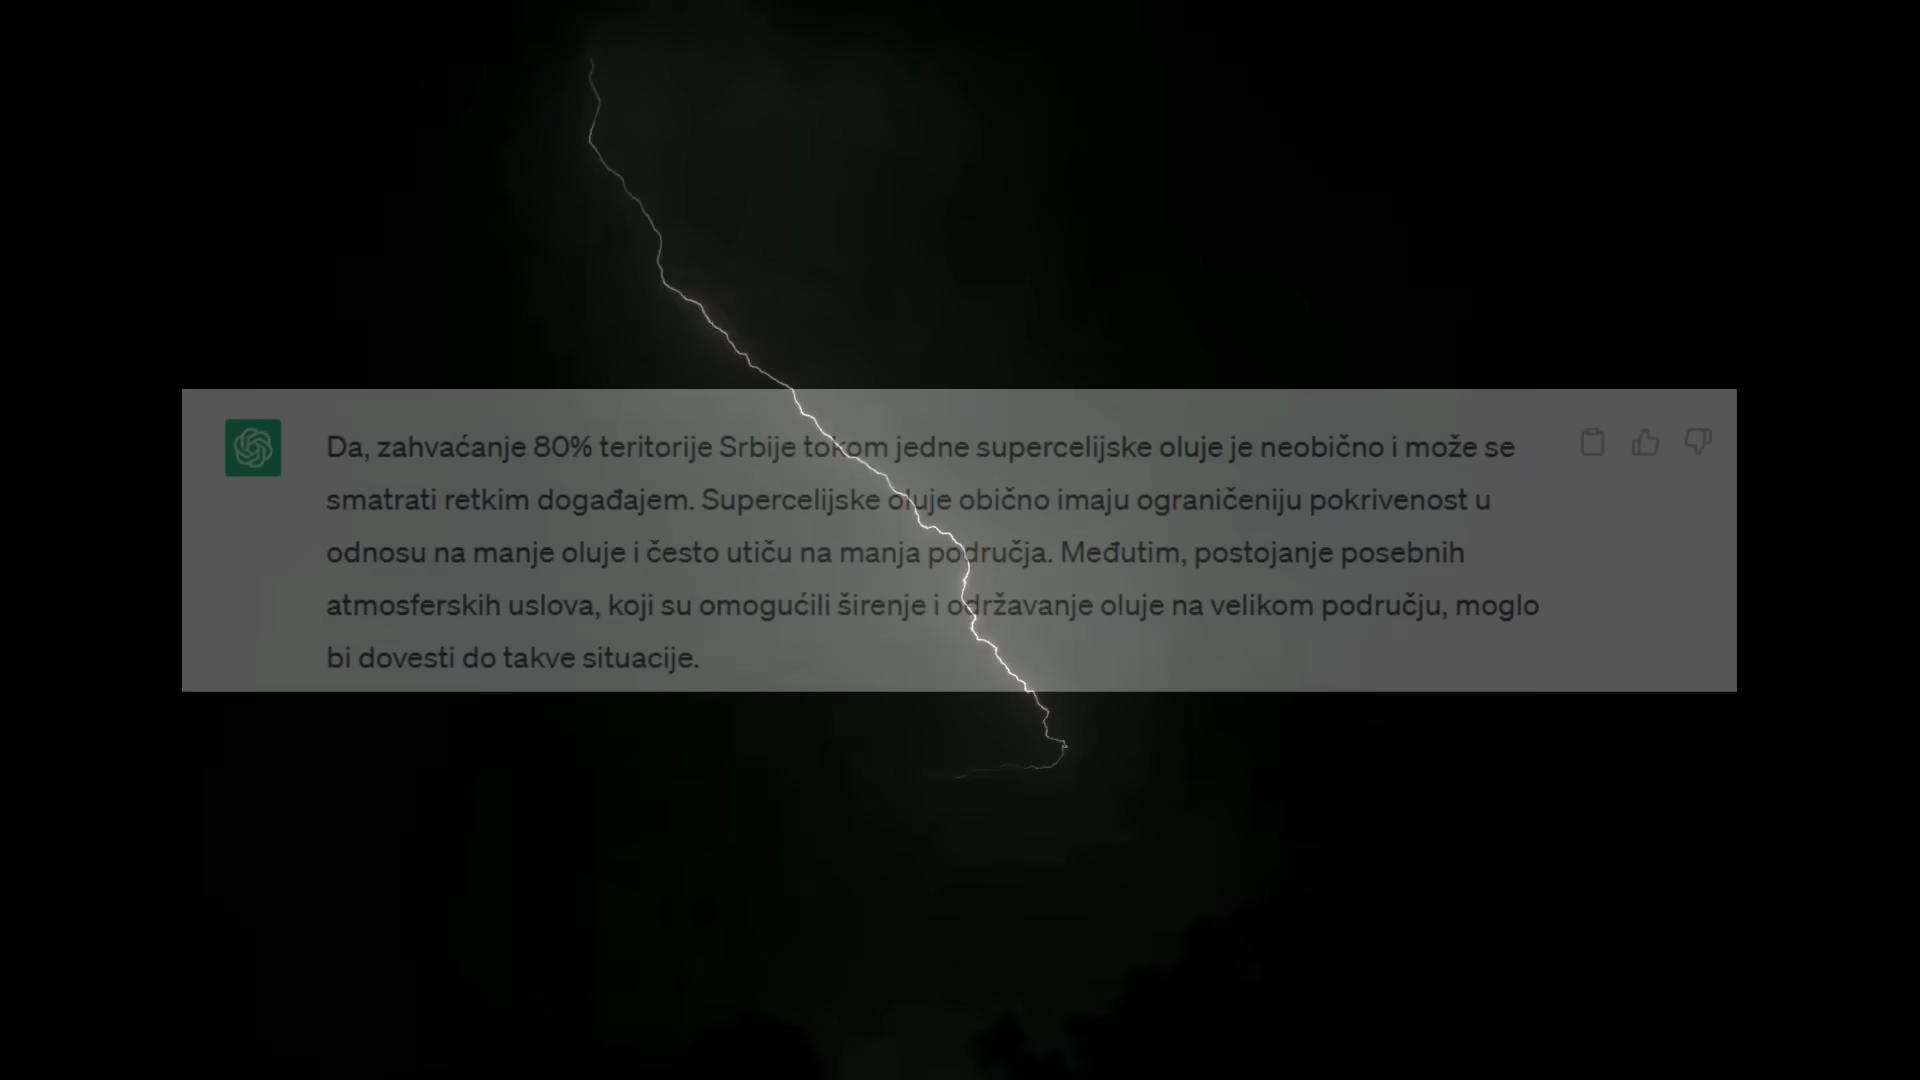 Da, zahvaćanje 80% teritorije Srbije tokom jedne supercelijske oluje je neobično i može se
smatrati retkim događajem. Supercelijske oluje obično imaju ograničeniju pokrivenost u
odnosu na manje oluje i često utiču na manja područja. Međutim, postojanje posebnih
atmosferskih uslova, koji su omogućili širenje i održavanje oluje na velikom području, moglo
bi dovesti do takve situacije.